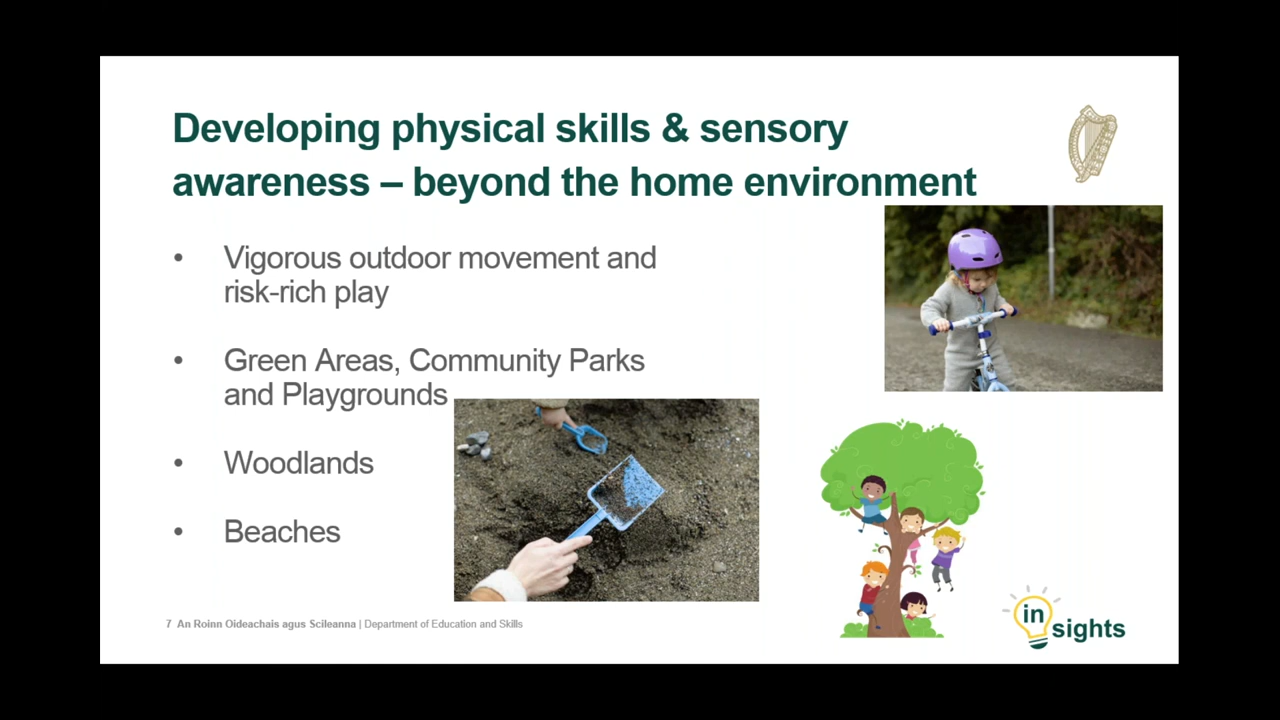 Developing physical skills & sensory
awareness – beyond the home environment
• Vigorous outdoor movement and
risk-rich play
• Green Areas, Community Parks
and Playgrounds
• Woodlands
• Beaches
7 An Roinn Oideachais agus Scileanna | Department of Education and Skills
in
sights